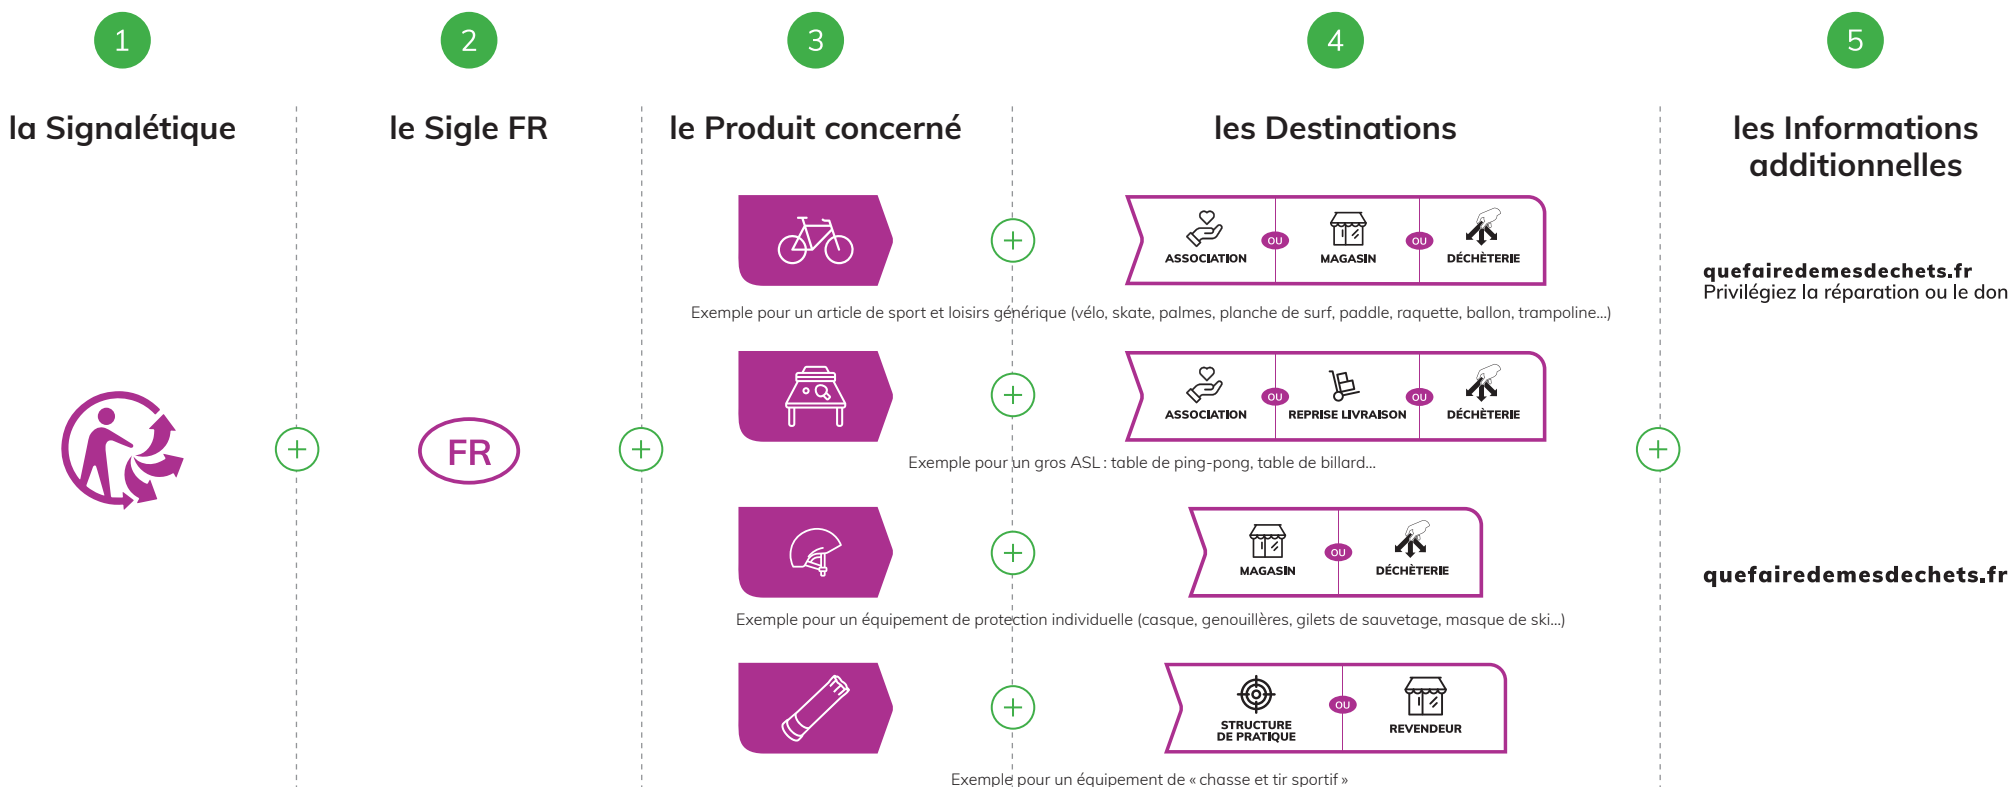 1
2
3
4
5
la Signalétique
le Sigle FR
le Produit concerné
les Destinations
les Informations
additionnelles
ASSOCIATION OU MAGASIN OU DÉCHÈTERIE
Exemple pour un article de sport et loisirs générique (vélo, skate, palmes, planche de surf, paddle, raquette, ballon, trampoline...)
quefairedemesdechets.fr
Privilégiez la réparation ou le don
ASSOCIATION OU REPRISE LIVRAISON OU DÉCHÈTERIE
Exemple pour un gros ASL : table de ping-pong, table de billard...
FR
MAGASIN OU DÉCHÈTERIE
Exemple pour un équipement de protection individuelle (casque, genouillères, gilets de sauvetage, masque de ski...)
quefairedemesdechets.fr
STRUCTURE
DE PRATIQUE
OU
REVENDEUR
Exemple pour un équipement de « chasse et tir sportif »